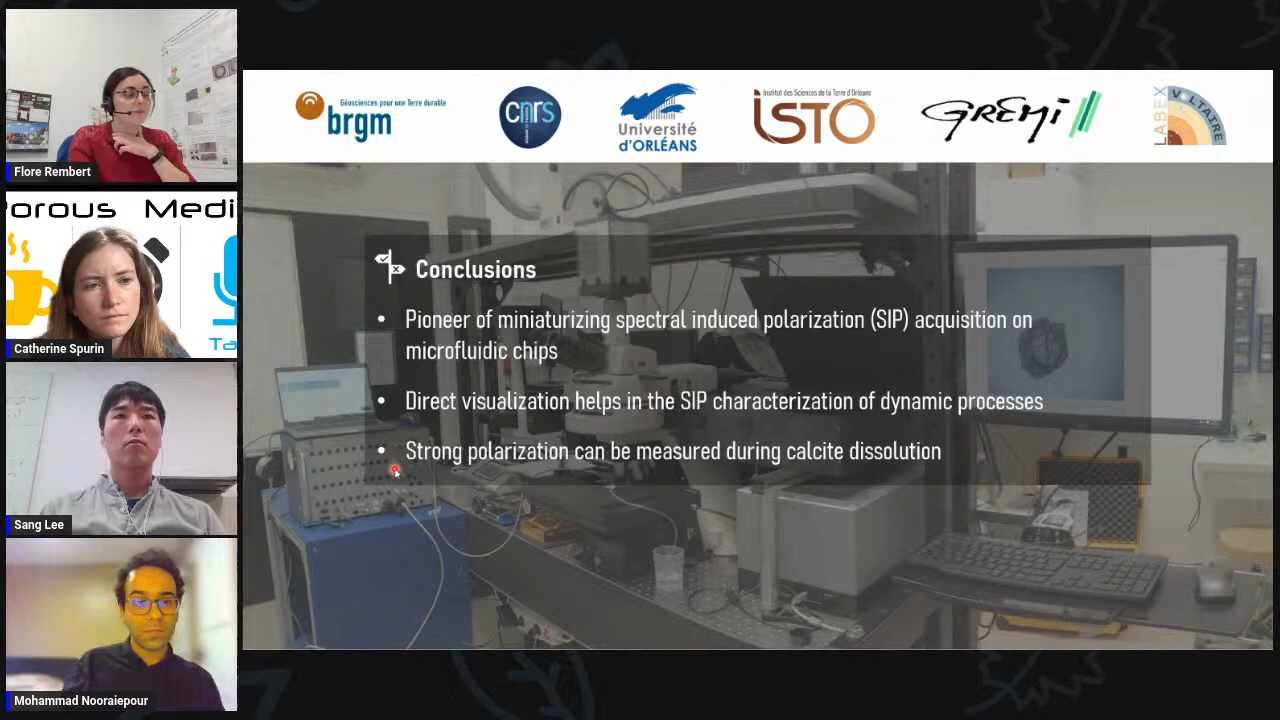 Flore Rembert
Porous Medi
Ta
Catherine Spurin
Sang Lee
Mohammad Nooraiepour
Géosciences pour une Terre durable
brgm
cnrs
Université
d'ORLÉANS
Institut des Sciences de la Terre d'Orléans
iSTO
GREMI
LABEX
VOLTAIRE
Conclusions
• Pioneer of miniaturizing spectral induced polarization (SIP) acquisition on
microfluidic chips
• Direct visualization helps in the SIP characterization of dynamic processes
• Strong polarization can be measured during calcite dissolution